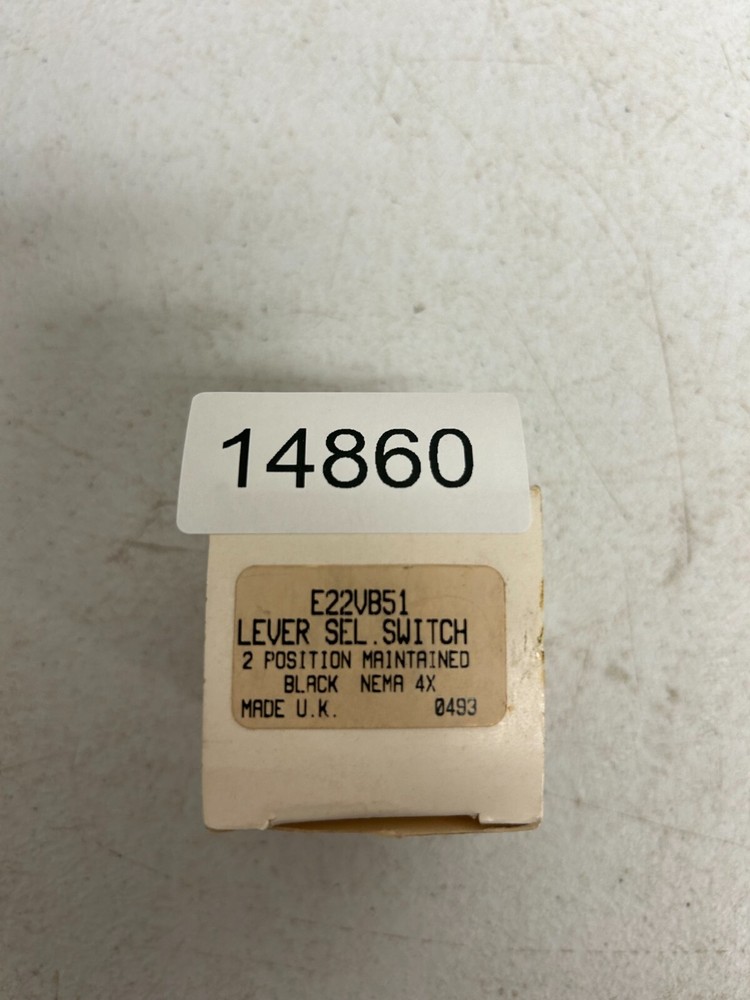 14860
E22VB51
LEVER SEL.SWITCH
2 POSITION MAINTAINED
BLACK NEMA 4X
MADE U.K. 0493